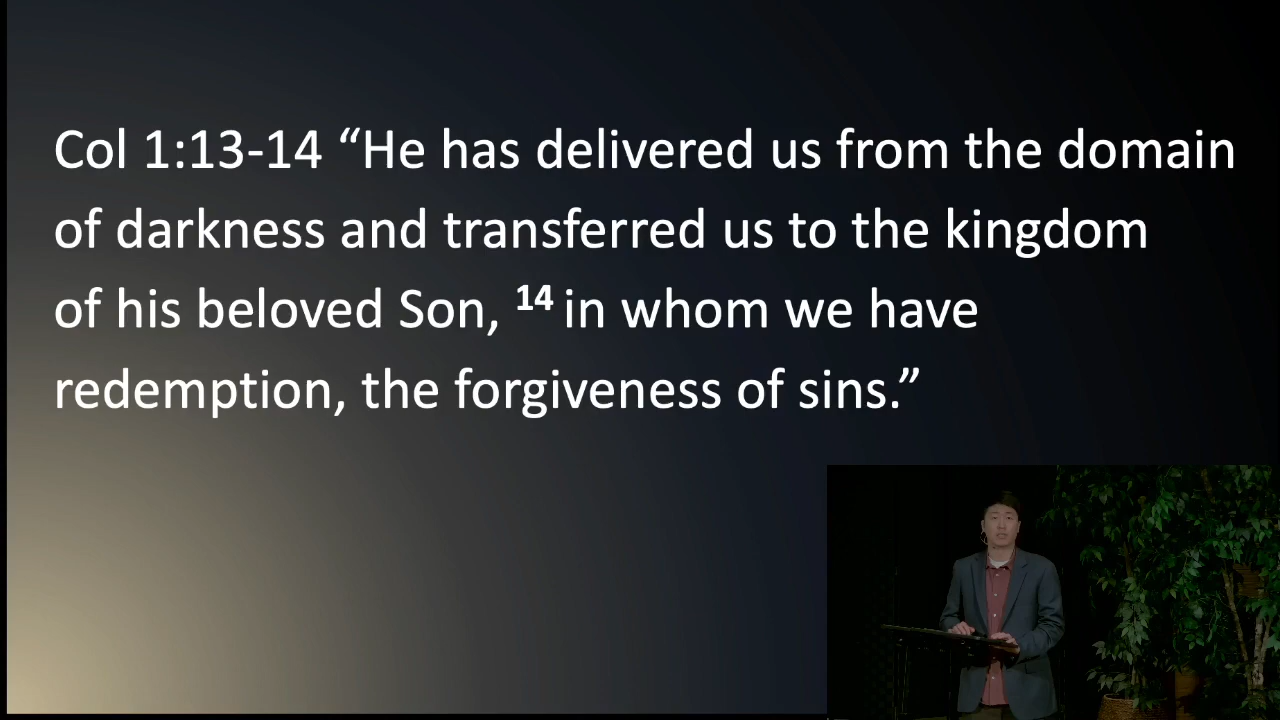 Col 1:13-14 “He has delivered us from the domain
of darkness and transferred us to the kingdom
of his beloved Son, 14 in whom we have
redemption, the forgiveness of sins.”